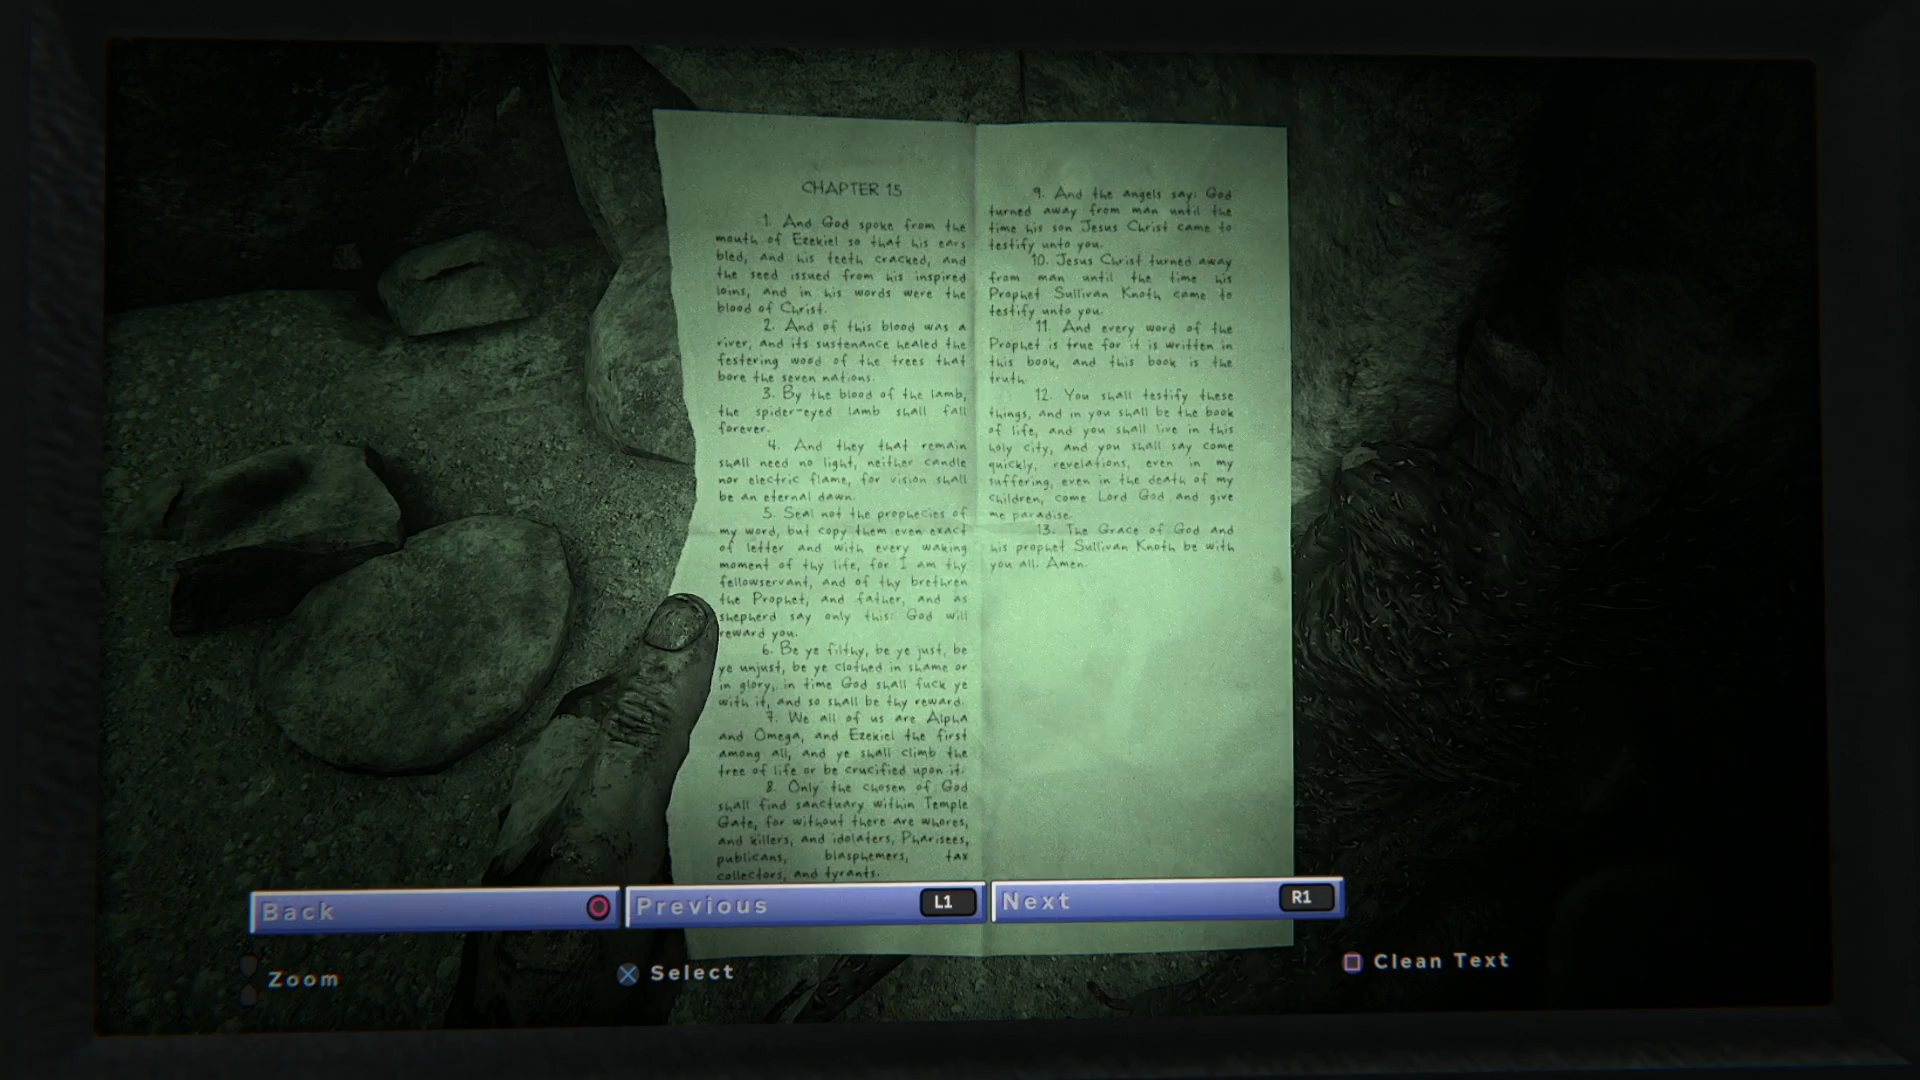 CHAPTER 15
1. And God spoke from the
mouth of Ezekiel so that his ears
bled, and his teeth cracked, and
the seed issued from his inspired
loins, and in his words were the
blood of Christ.
2. And of this blood was a
river, and its sustenance healed the
festering wood of the trees that
bore the seven nations.
3. By the blood of the lamb,
the spider-eyed lamb shall fall
forever.
4. And they that remain
shall need no light, neither candle
nor electric flame, for vision shall
be an eternal dawn.
5. Seal not the prophecies of
my word, but copy them even exact
of letter and with every waking
moment of thy life, for I am thy
fellowservant, and of thy brethren
the Prophet, and father, and as
shepherd say only this: God will
reward you.
6. Be ye filthy, be ye just, be
ye unjust, be ye clothed in shame or
in glory, in time God shall fuck ye
with it, and so shall be thy reward.
7. We all of us are Alpha
and Omega, and Ezekiel the first
among all, and ye shall climb the
tree of life or be crucified upon it.
8. Only the chosen of God
shall find sanctuary within Temple
Gate, for without there are whores,
and killers, and idolaters, Pharisees,
publicans, blasphemers, tax
collectors, and tyrants.
9. And the angels say: God
turned away from man until the
time his son Jesus Christ came to
testify unto you.
10. Jesus Christ turned away
from man until the time his
Prophet Sullivan Knoth came to
testify unto you.
11. And every word of the
Prophet is true for it is written in
this book, and this book is the
truth.
12. You shall testify these
things, and in you shall be the book
of life, and you shall live in this
holy city, and you shall say come
quickly, revelations, even in my
suffering, even in the death of my
children, come Lord God and give
me paradise.
13. The Grace of God and
his prophet Sullivan Knoth be with
you all. Amen.
Back
Previous L1
Next R1
Zoom
Select
Clean Text